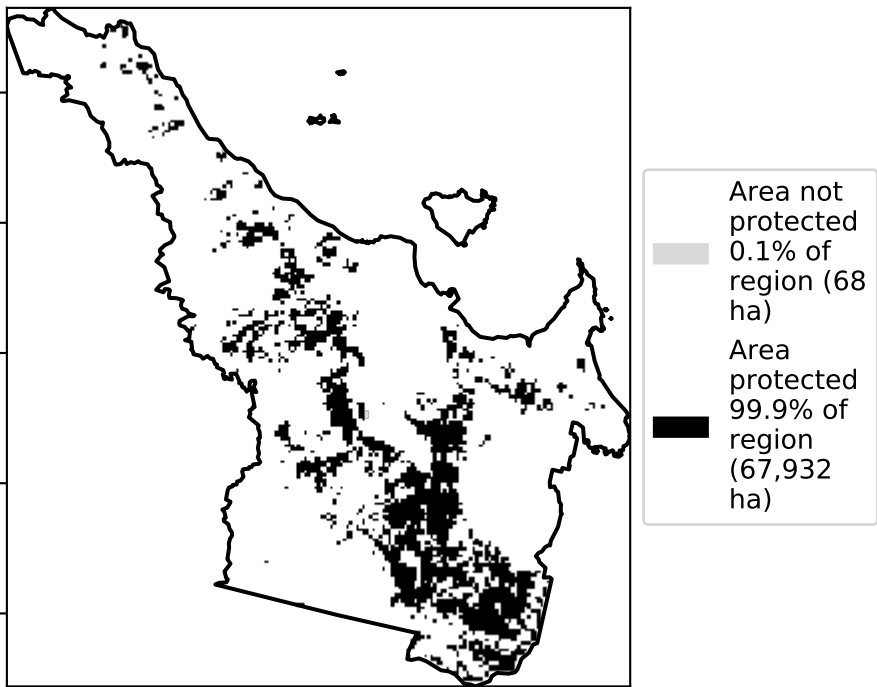 Area not
protected
0.1% of
region (68
ha)
Area
protected
99.9% of
region
(67,932
ha)